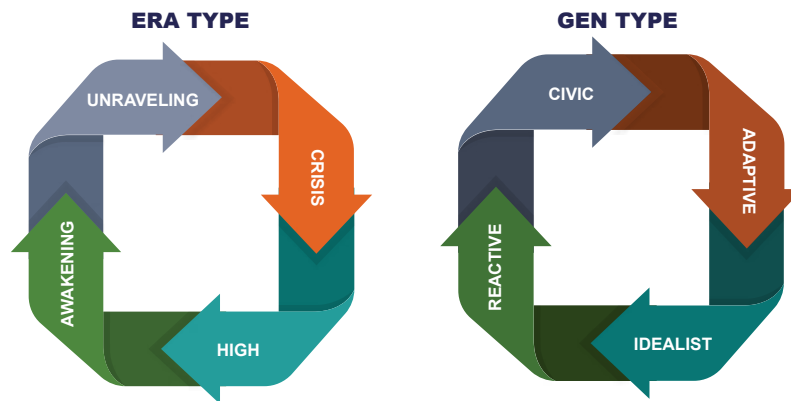 ERA TYPE
GEN TYPE
UNRAVELING
CRISIS
HIGH
AWAKENING
CIVIC
ADAPTIVE
IDEALIST
REACTIVE